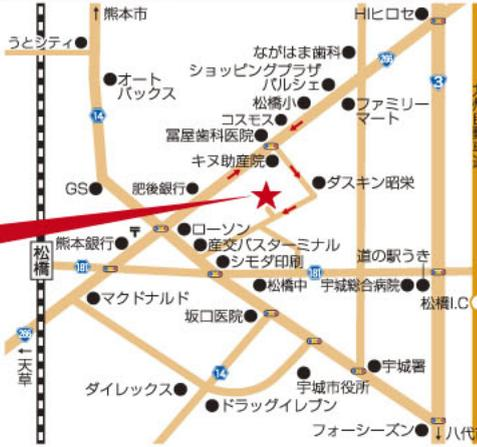 ↑熊本市
HIヒロセ
うとシティ
ながはま歯科
266
3
オート
バックス
ショッピングプラザ
パルシェ
松橋小
ファミリー
マート
14
コスモス
冨屋歯科医院
キヌ助産院
GS
肥後銀行
ダスキン昭栄
〒
ローソン
熊本銀行
産交バスターミナル
道の駅うき
松橋
181
シモダ印刷
181
松橋中
宇城総合病院
松橋I.C
マクドナルド
坂口医院
266
←天草
14
宇城署
ダイレックス
宇城市役所
ドラッグイレブン
フォーシーズン
↓八代